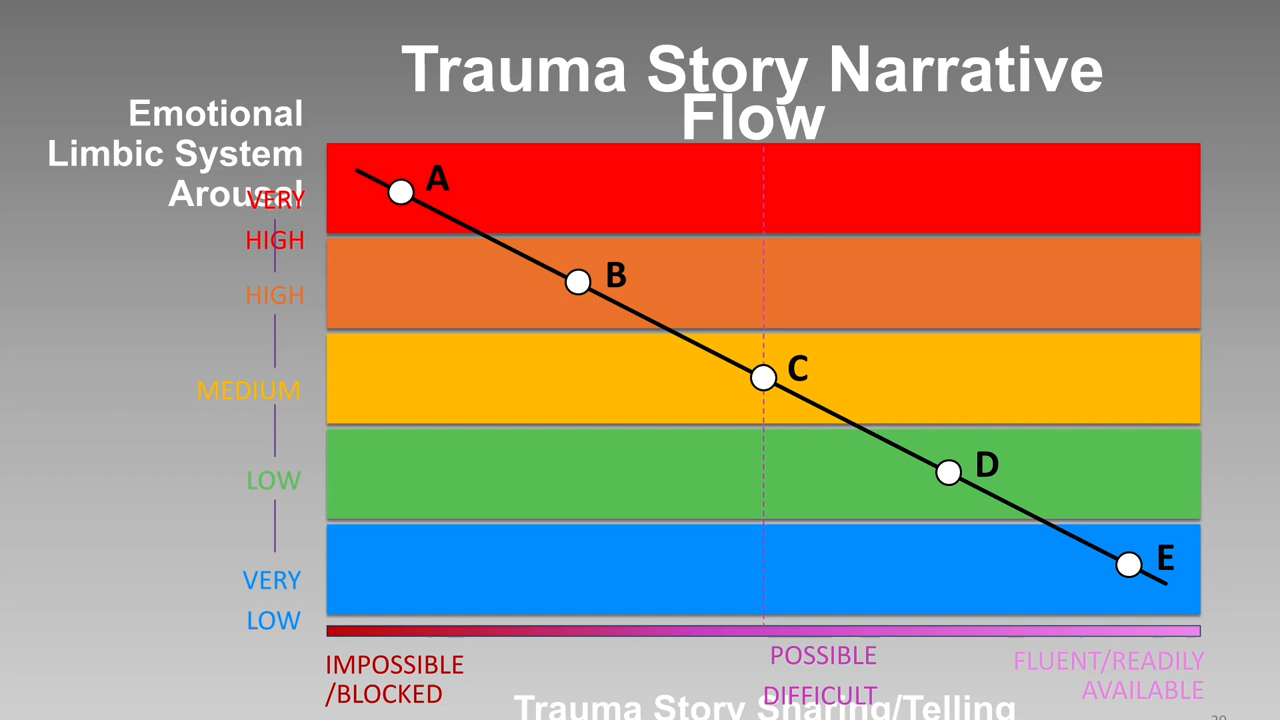 Trauma Story Narrative
Flow
Emotional
Limbic System
Arousal
VERY
HIGH
HIGH
MEDIUM
LOW
VERY
LOW
A
B
C
D
E
IMPOSSIBLE
/BLOCKED
POSSIBLE
DIFFICULT
FLUENT/READILY
AVAILABLE
Trauma Story Sharing/Telling